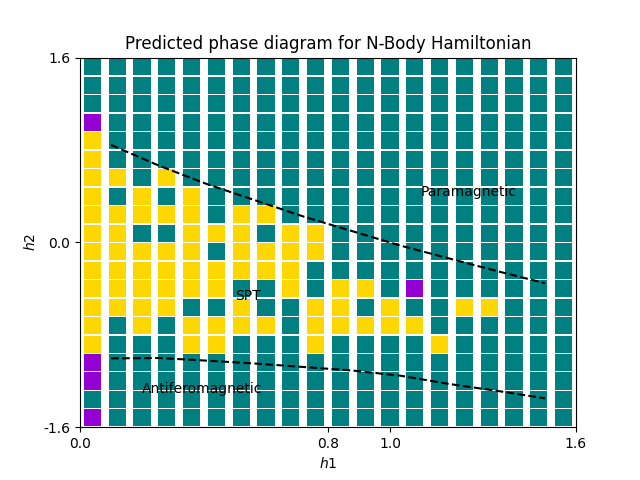 Predicted phase diagram for N-Body Hamiltonian
1.6
Paramagnetic
h2
0.0
SPT
Antiferomagnetic
-1.6
0.0 0.8 1.0 1.6
h1